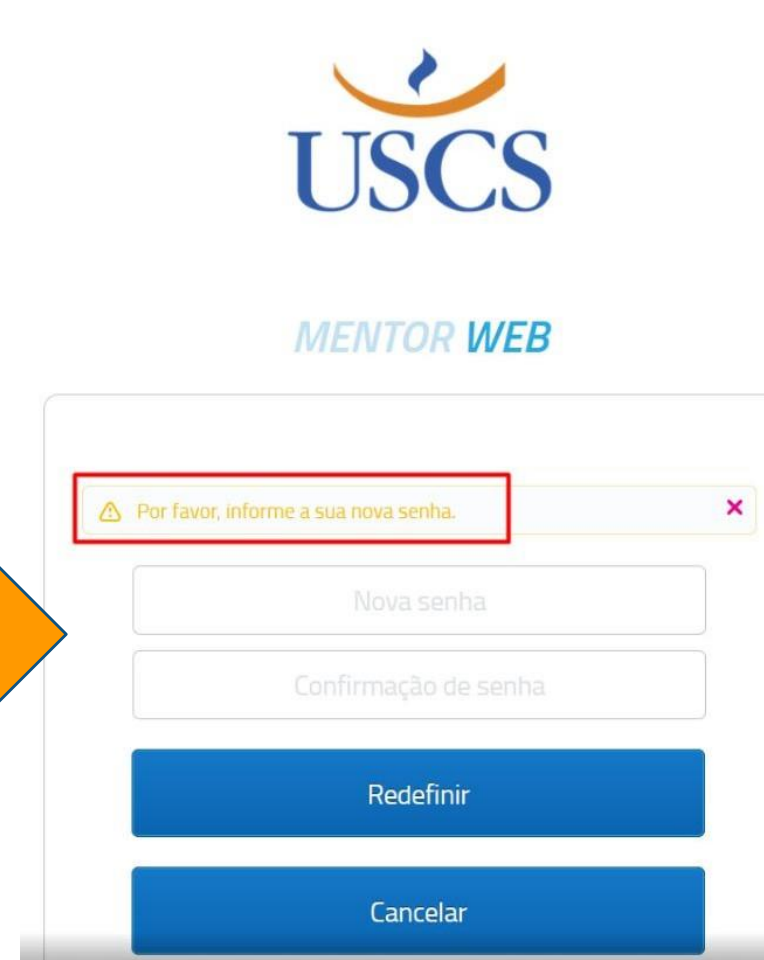 USCS
MENTOR WEB
Por favor, informe a sua nova senha.
Nova senha
Confirmação de senha
Redefinir
Cancelar